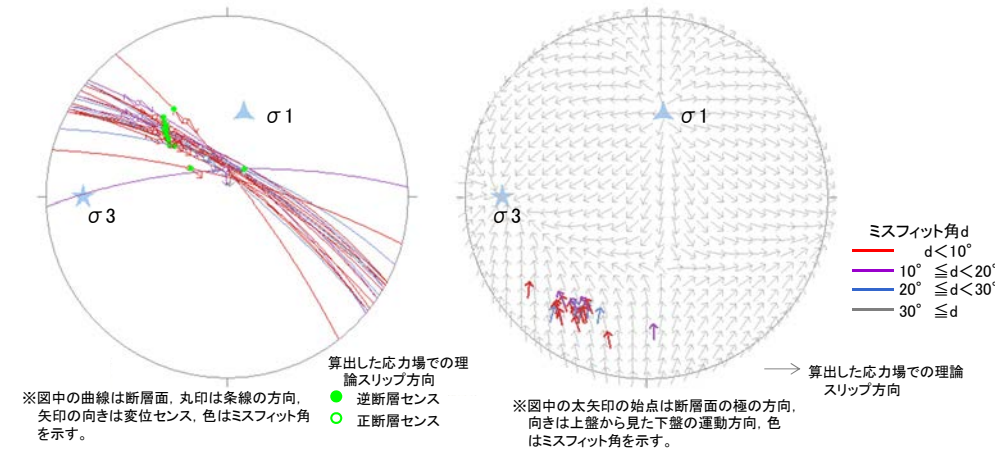 σ1
σ3
算出した応力場での理
論スリップ方向
逆断層センス
正断層センス
※図中の曲線は断層面，丸印は条線の方向，
矢印の向きは変位センス，色はミスフィット角
を示す。
σ1
σ3
ミスフィット角d
d＜10°
10° ≦d＜20°
20° ≦d＜30°
30° ≦d
算出した応力場での理論
スリップ方向
※図中の太矢印の始点は断層面の極の方向，
向きは上盤から見た下盤の運動方向，色
はミスフィット角を示す。